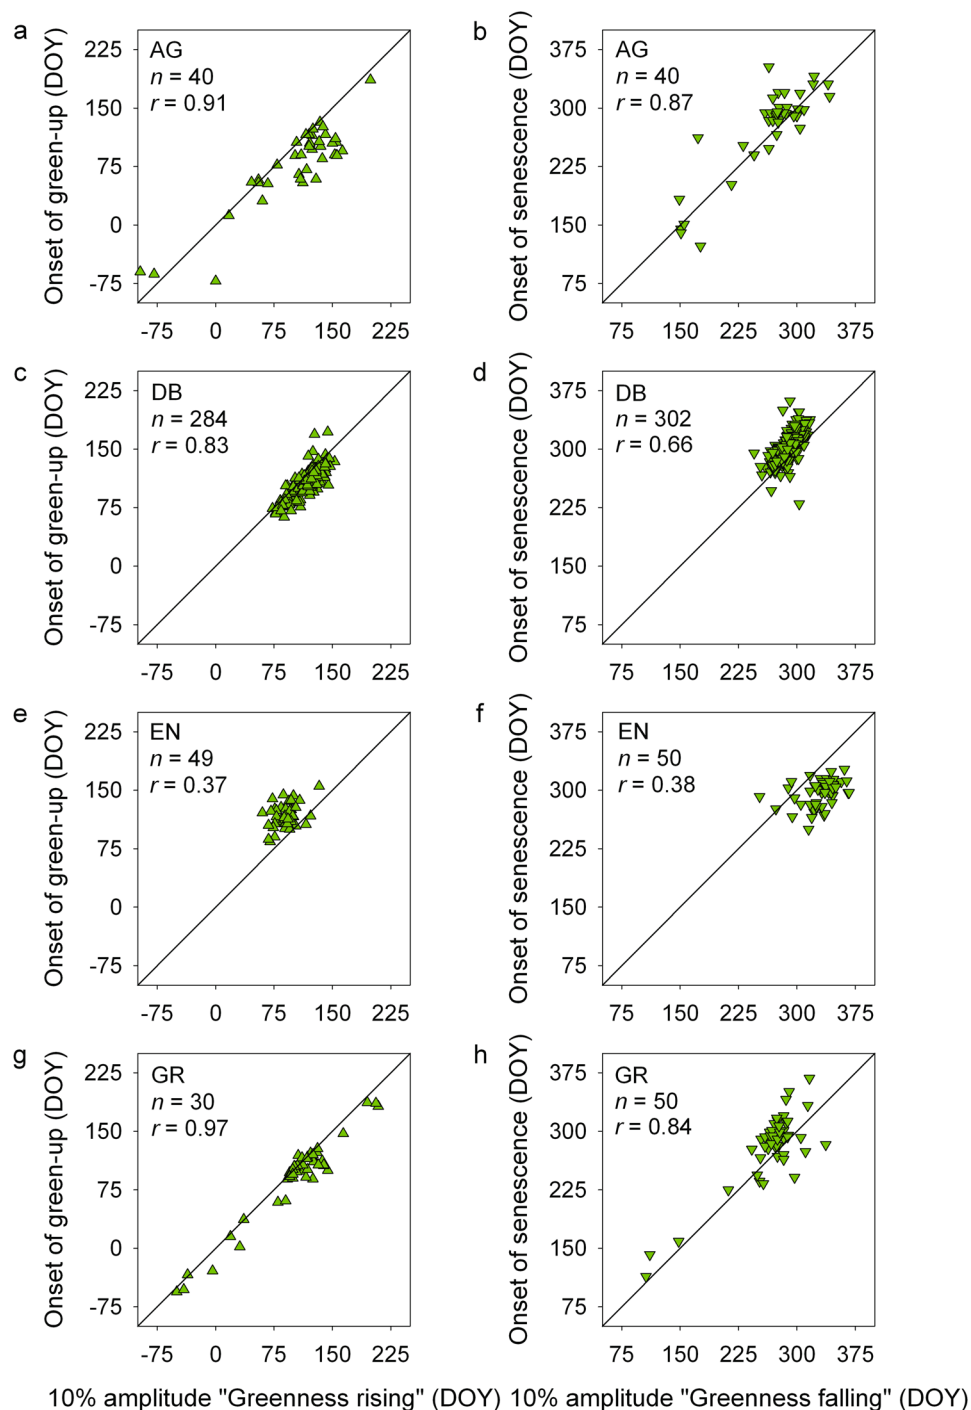 a
Onset of green-up (DOY)
AG
n = 40
r = 0.91
225
150
75
0
-75
-75 0 75 150 225
b
Onset of senescence (DOY)
AG
n = 40
r = 0.87
375
300
225
150
75
75 150 225 300 375
c
Onset of green-up (DOY)
DB
n = 284
r = 0.83
225
150
75
0
-75
-75 0 75 150 225
d
Onset of senescence (DOY)
DB
n = 302
r = 0.66
375
300
225
150
75
75 150 225 300 375
e
Onset of green-up (DOY)
EN
n = 49
r = 0.37
225
150
75
0
-75
-75 0 75 150 225
f
Onset of senescence (DOY)
EN
n = 50
r = 0.38
375
300
225
150
75
75 150 225 300 375
g
Onset of green-up (DOY)
GR
n = 30
r = 0.97
225
150
75
0
-75
-75 0 75 150 225
h
Onset of senescence (DOY)
GR
n = 50
r = 0.84
375
300
225
150
75
75 150 225 300 375
10% amplitude "Greenness rising" (DOY)
10% amplitude "Greenness falling" (DOY)